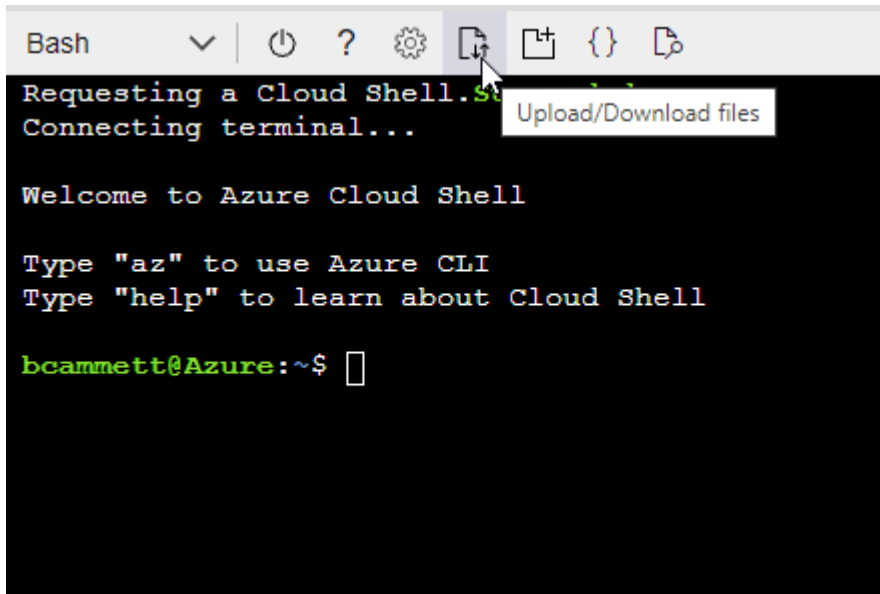 Bash
?
{}
Requesting a Cloud Shell.
Upload/Download files
Connecting terminal...
Welcome to Azure Cloud Shell
Type "az" to use Azure CLI
Type "help" to learn about Cloud Shell
bcammett@Azure:~$